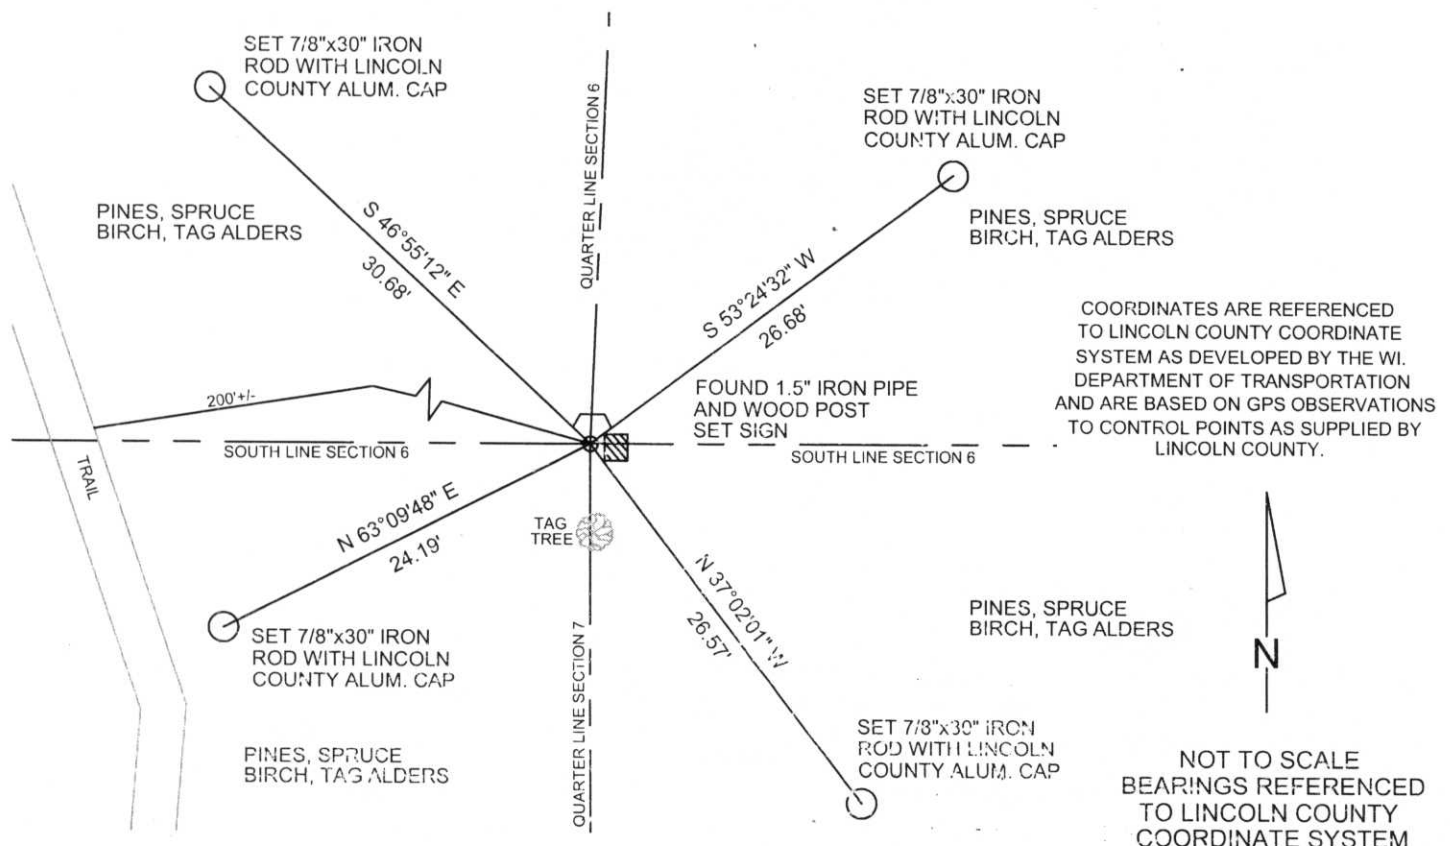 SET 7/8"x30" IRON
ROD WITH LINCOLN
COUNTY ALUM. CAP
QUARTER LINE SECTION 6
SET 7/8"x30" IRON
ROD WITH LINCOLN
COUNTY ALUM. CAP
PINES, SPRUCE
BIRCH, TAG ALDERS
S 46°55'12" E
30.68'
PINES, SPRUCE
BIRCH, TAG ALDERS
S 53°24'32" W
26.68'
COORDINATES ARE REFERENCED
TO LINCOLN COUNTY COORDINATE
SYSTEM AS DEVELOPED BY THE WI.
DEPARTMENT OF TRANSPORTATION
AND ARE BASED ON GPS OBSERVATIONS
TO CONTROL POINTS AS SUPPLIED BY
LINCOLN COUNTY.
200'+/-
FOUND 1.5" IRON PIPE
AND WOOD POST
SET SIGN
SOUTH LINE SECTION 6
SOUTH LINE SECTION 6
TRAIL
N 63°09'48" E
24.19'
TAG
TREE
N 37°02'01" W
26.57'
PINES, SPRUCE
BIRCH, TAG ALDERS
N
SET 7/8"x30" IRON
ROD WITH LINCOLN
COUNTY ALUM. CAP
QUARTER LINE SECTION 7
PINES, SPRUCE
BIRCH, TAG ALDERS
SET 7/8"x30" IRON
ROD WITH LINCOLN
COUNTY ALUM. CAP
NOT TO SCALE
BEARINGS REFERENCED
TO LINCOLN COUNTY
COORDINATE SYSTEM